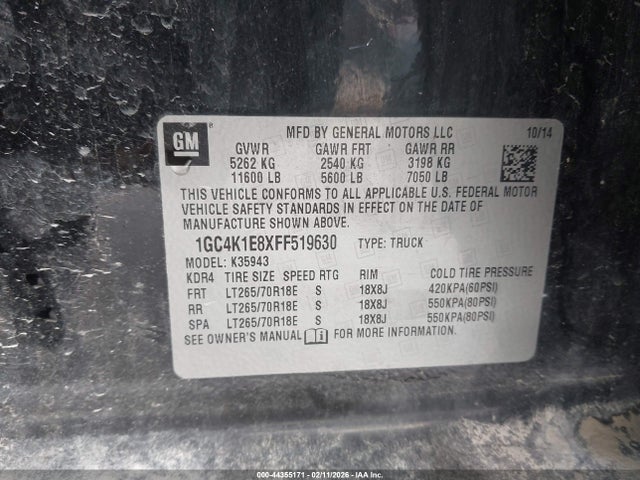 GM
MFD BY GENERAL MOTORS LLC 10/14
GVWR GAWR FRT GAWR RR
5262 KG 2540 KG 3198 KG
11600 LB 5600 LB 7050 LB
THIS VEHICLE CONFORMS TO ALL APPLICABLE U.S. FEDERAL MOTOR
VEHICLE SAFETY STANDARDS IN EFFECT ON THE DATE OF
MANUFACTURE SHOWN ABOVE.
1GC4K1E8XFF519630 TYPE: TRUCK
MODEL: K35943
KDR4 TIRE SIZE SPEED RTG RIM COLD TIRE PRESSURE
FRT LT265/70R18E S 18X8J 420KPA(60PSI)
RR LT265/70R18E S 18X8J 550KPA(80PSI)
SPA LT265/70R18E S 18X8J 550KPA(80PSI)
SEE OWNER'S MANUAL FOR MORE INFORMATION.
000-44355171 - 02/11/2026 - IAA Inc.